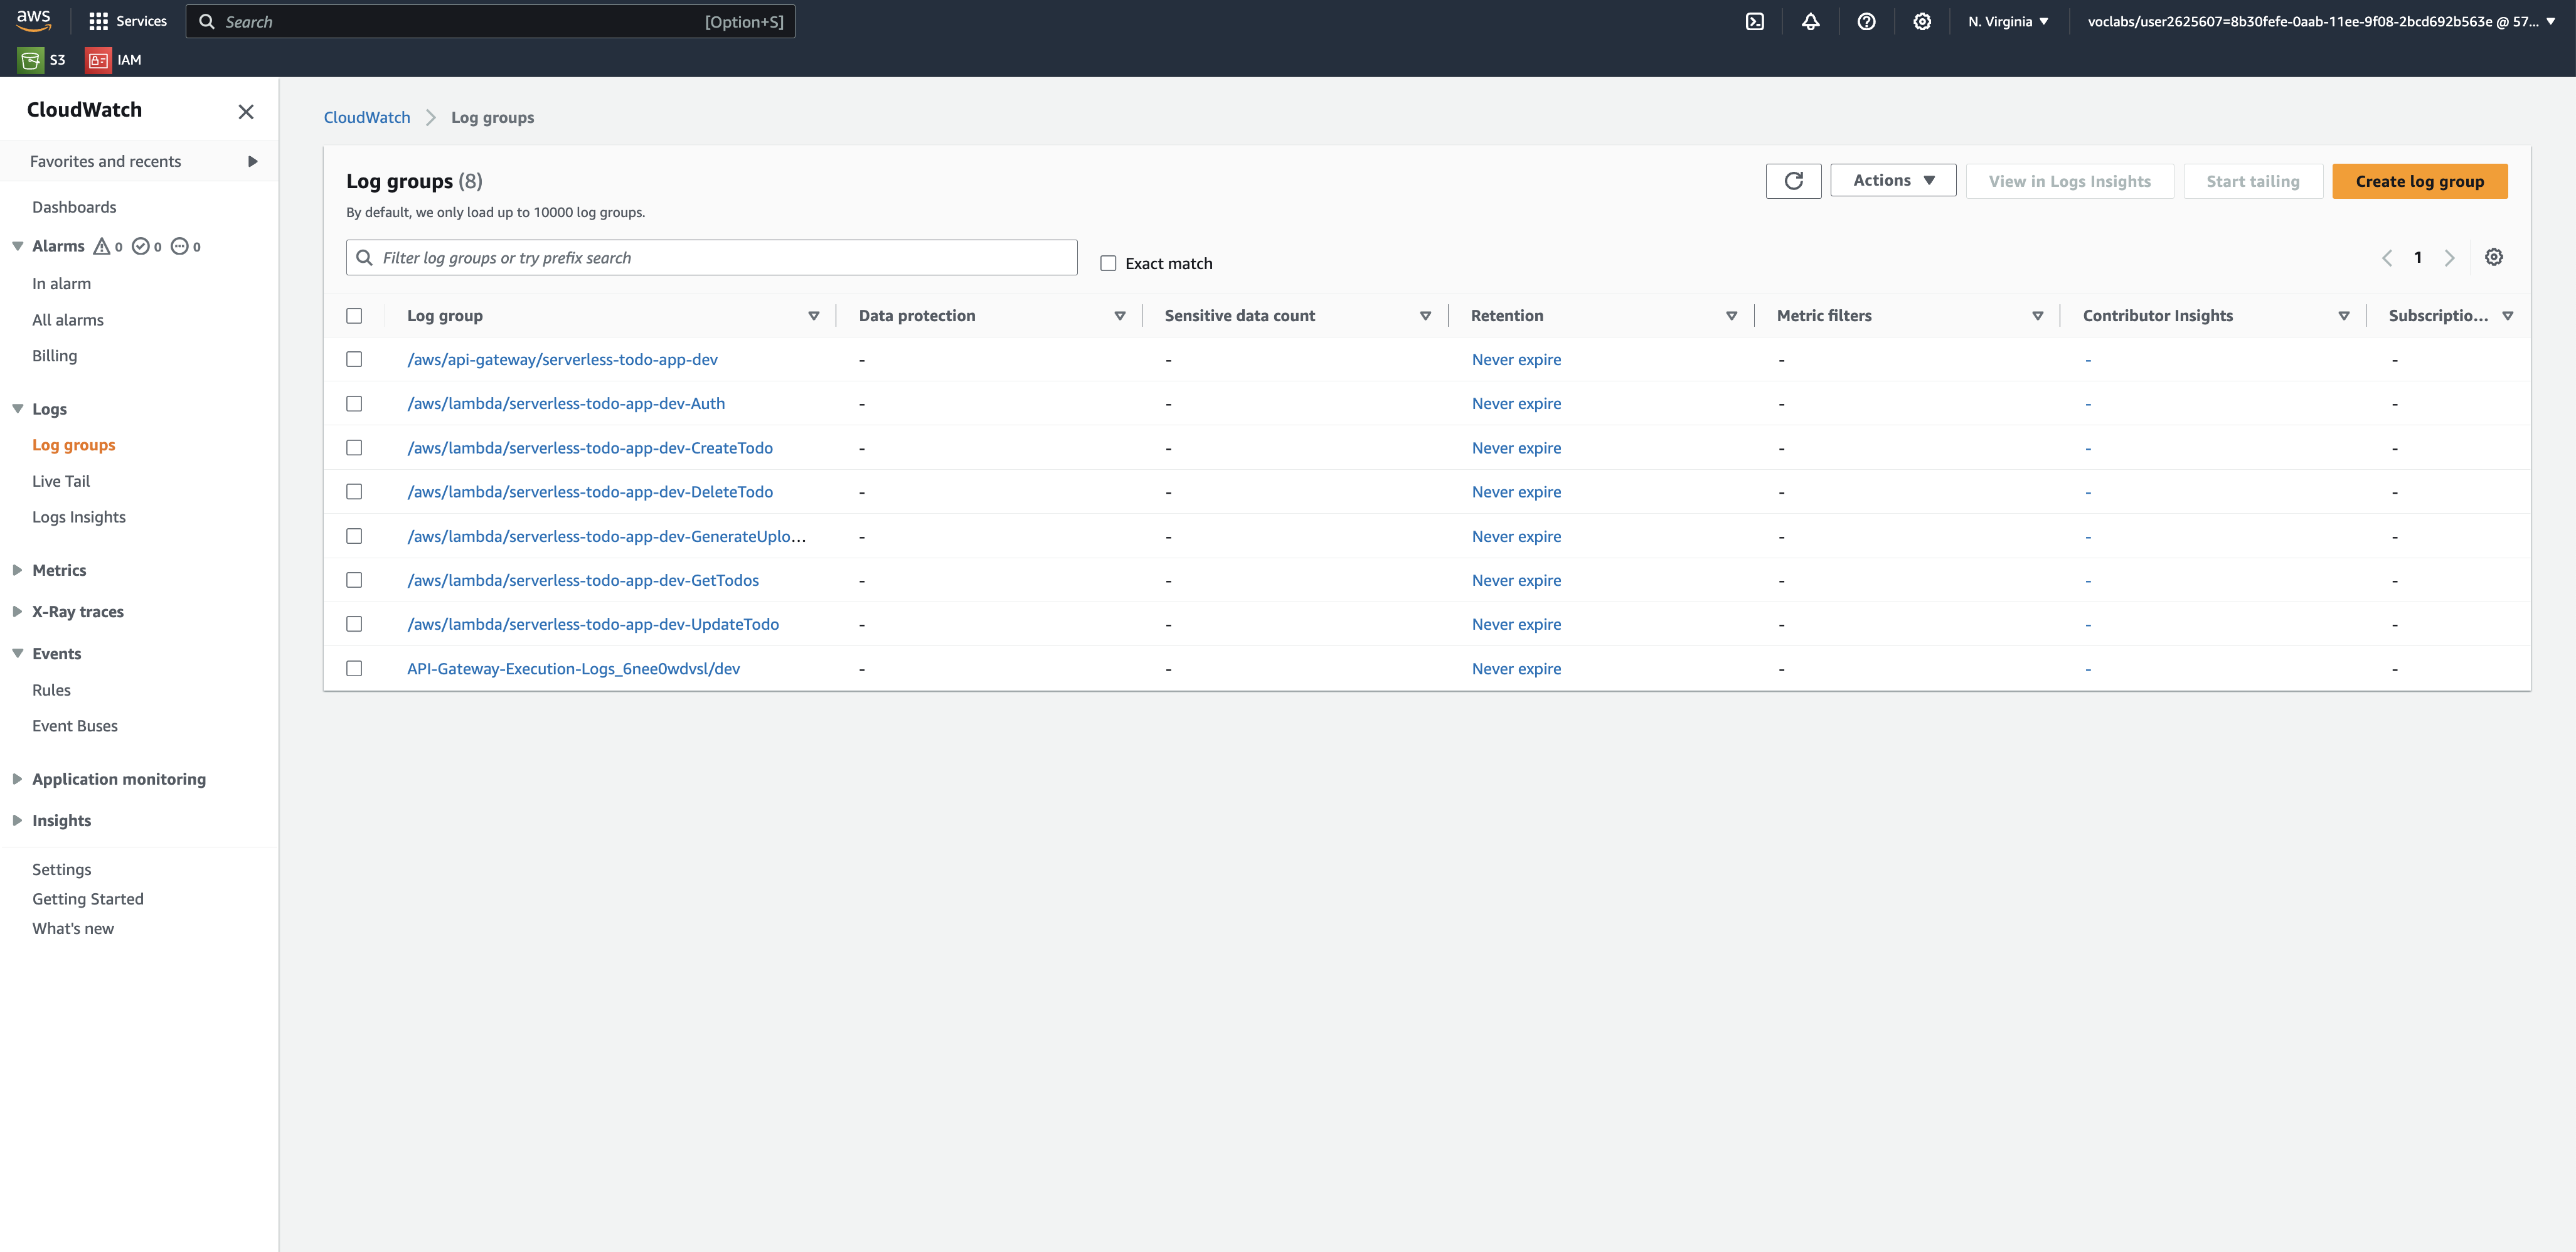 aws Services Search [Option+S] N. Virginia voclabs/user2625607=8b30fefe-0aab-11ee-9f08-2bcd692b563e @ 57...
S3 IAM
CloudWatch
Favorites and recents
Dashboards
Alarms 0 0 0
In alarm
All alarms
Billing
Logs
Log groups
Live Tail
Logs Insights
Metrics
X-Ray traces
Events
Rules
Event Buses
Application monitoring
Insights
Settings
Getting Started
What's new
CloudWatch Log groups
Log groups (8) Actions View in Logs Insights Start tailing Create log group
By default, we only load up to 10000 log groups.
Filter log groups or try prefix search Exact match 1
Log group Data protection Sensitive data count Retention Metric filters Contributor Insights Subscriptio...
/aws/api-gateway/serverless-todo-app-dev - - Never expire - - -
/aws/lambda/serverless-todo-app-dev-Auth - - Never expire - - -
/aws/lambda/serverless-todo-app-dev-CreateTodo - - Never expire - - -
/aws/lambda/serverless-todo-app-dev-DeleteTodo - - Never expire - - -
/aws/lambda/serverless-todo-app-dev-GenerateUplo... - - Never expire - - -
/aws/lambda/serverless-todo-app-dev-GetTodos - - Never expire - - -
/aws/lambda/serverless-todo-app-dev-UpdateTodo - - Never expire - - -
API-Gateway-Execution-Logs_6nee0wdvsl/dev - - Never expire - - -